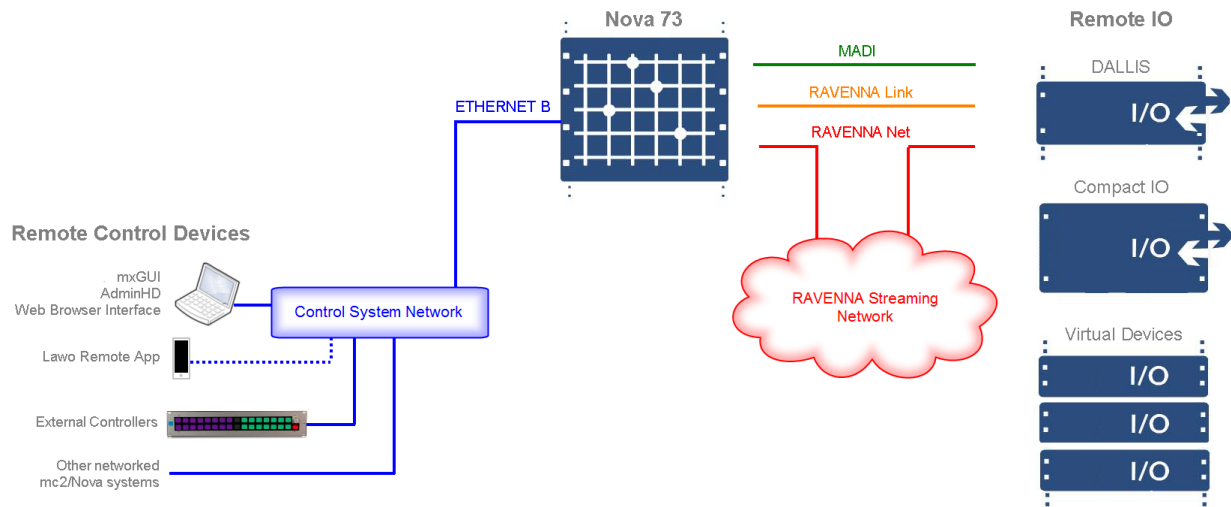 Nova 73
Remote IO
MADI
DALLIS
RAVENNA Link
I/O
ETHERNET B
RAVENNA Net
Compact IO
Remote Control Devices
I/O
mxGUI
AdminHD
Web Browser Interface
Control System Network
RAVENNA Streaming
Network
Virtual Devices
Lawo Remote App
I/O
External Controllers
I/O
Other networked
mc2/Nova systems
I/O